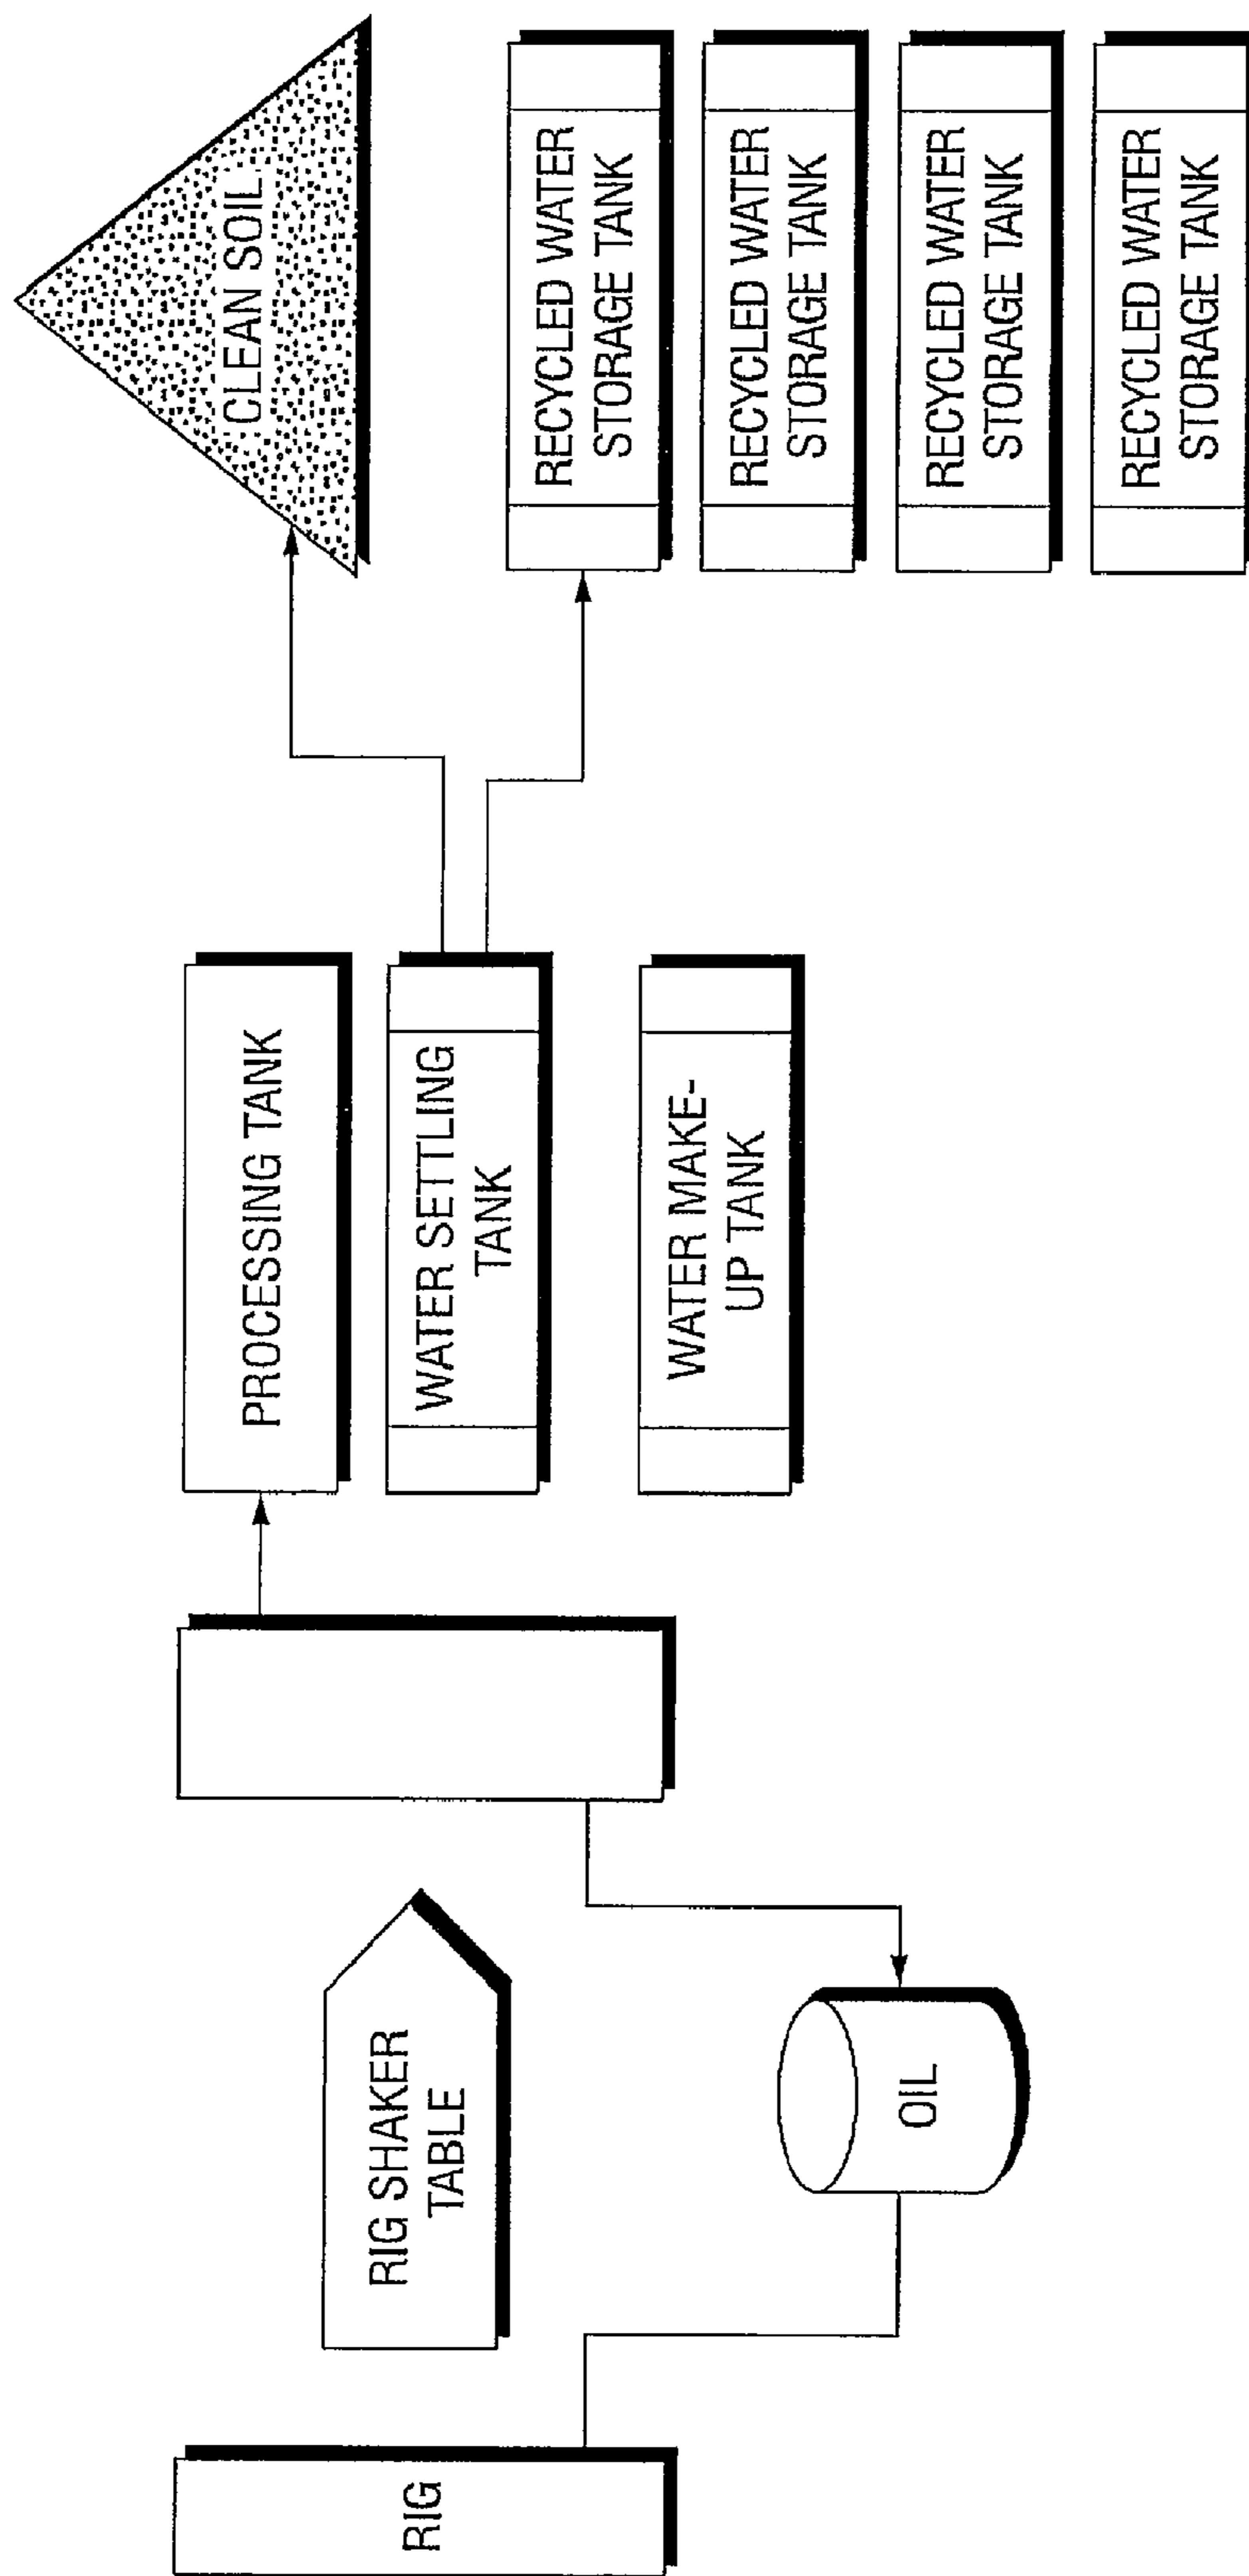 RIG
RIG SHAKER
TABLE
OIL
PROCESSING TANK
WATER SETTLING
TANK
WATER MAKE-
UP TANK
CLEAN SOIL
RECYCLED WATER
STORAGE TANK
RECYCLED WATER
STORAGE TANK
RECYCLED WATER
STORAGE TANK
RECYCLED WATER
STORAGE TANK